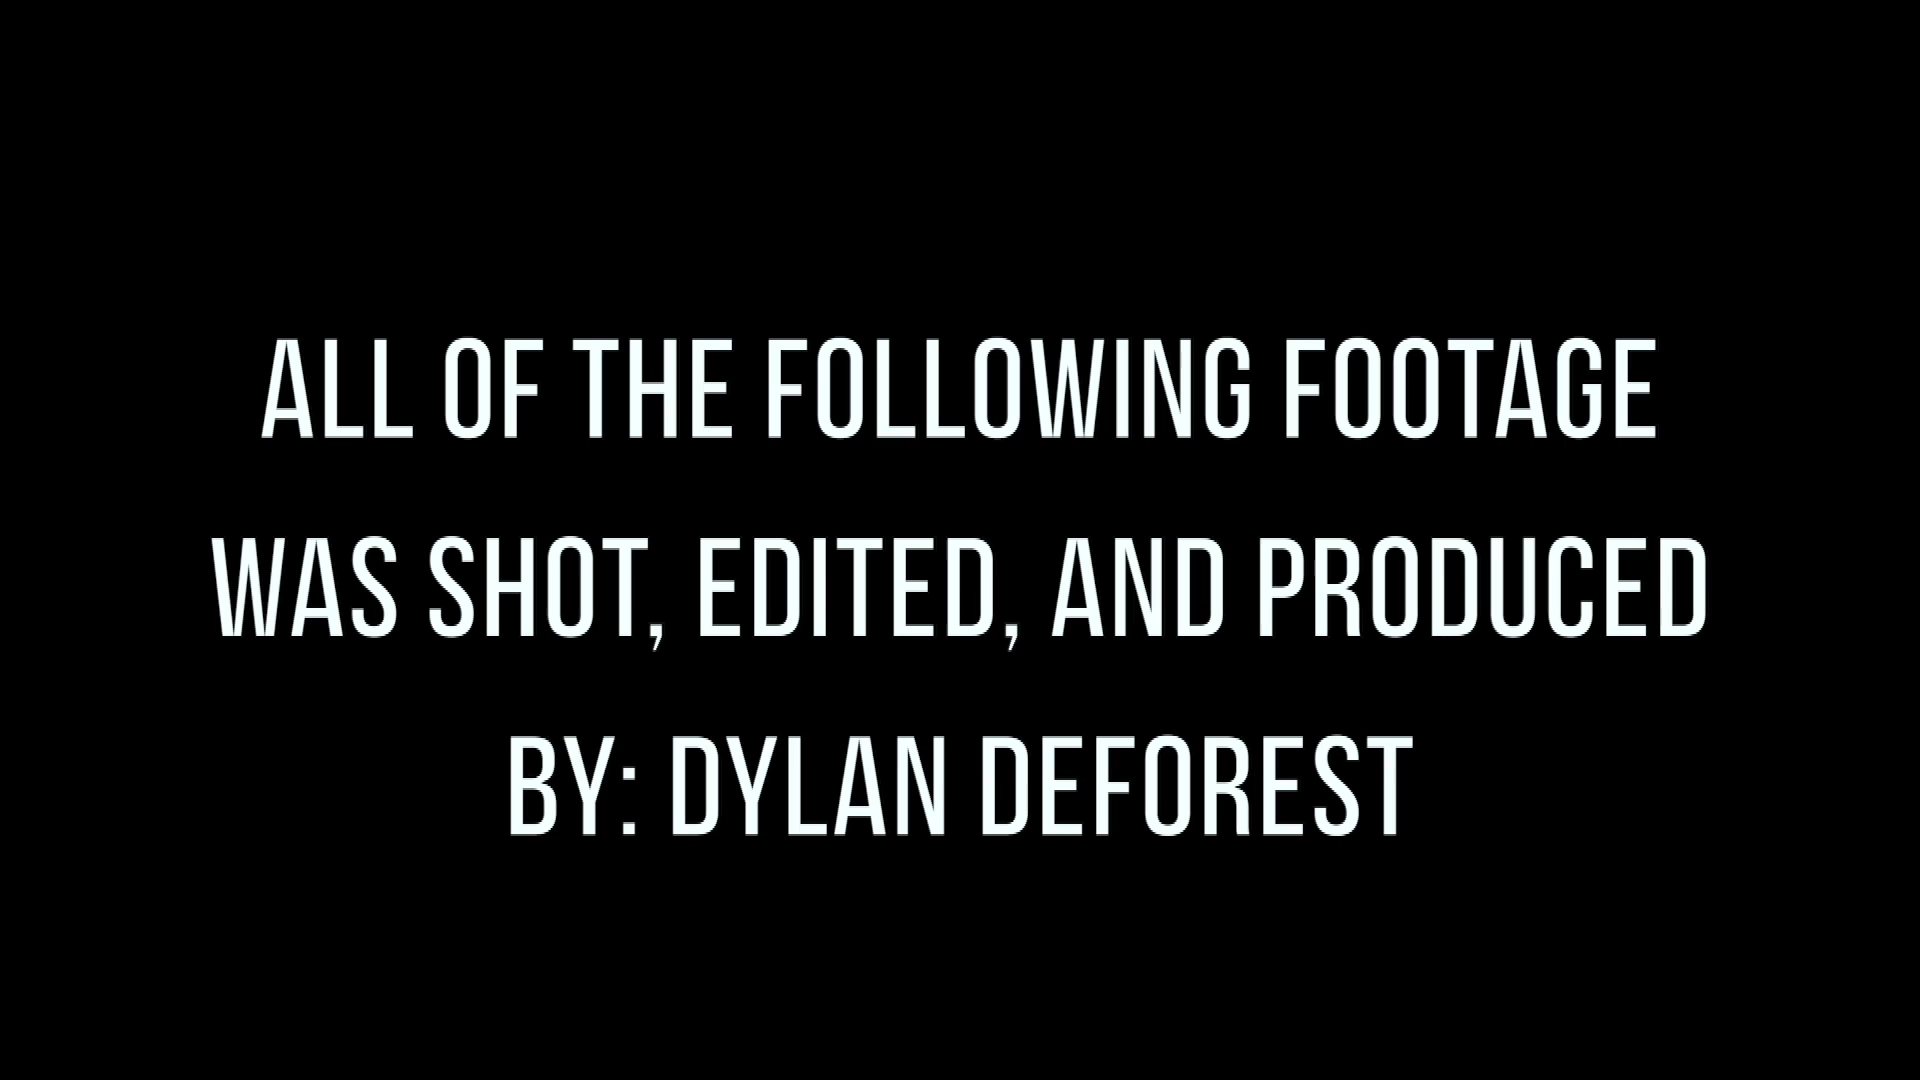 ALL OF THE FOLLOWING FOOTAGE
WAS SHOT, EDITED, AND PRODUCED
BY: DYLAN DEFOREST